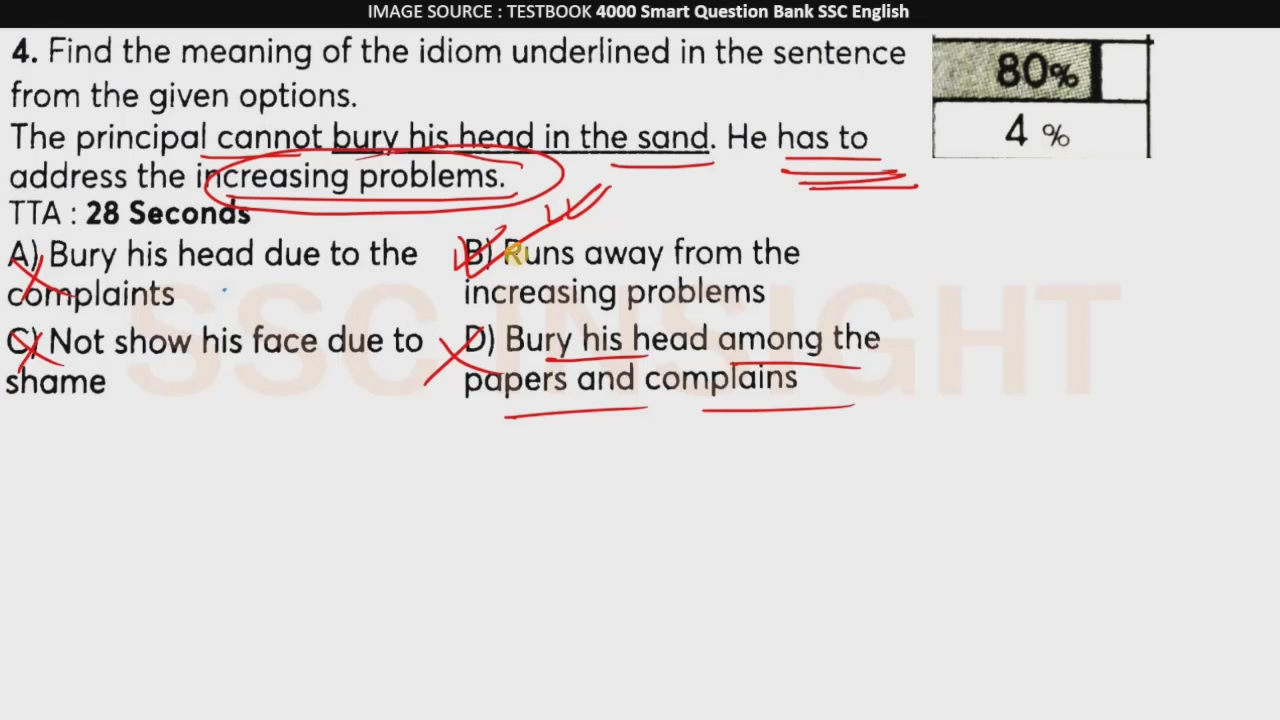 IMAGE SOURCE : TESTBOOK 4000 Smart Question Bank SSC English
4. Find the meaning of the idiom underlined in the sentence
from the given options.
The principal cannot bury his head in the sand. He has to
address the increasing problems.
TTA : 28 Seconds
80%
4 %
A) Bury his head due to the
complaints
B) Runs away from the
increasing problems
C) Not show his face due to
shame
D) Bury his head among the
papers and complains
SSC INSIGHT